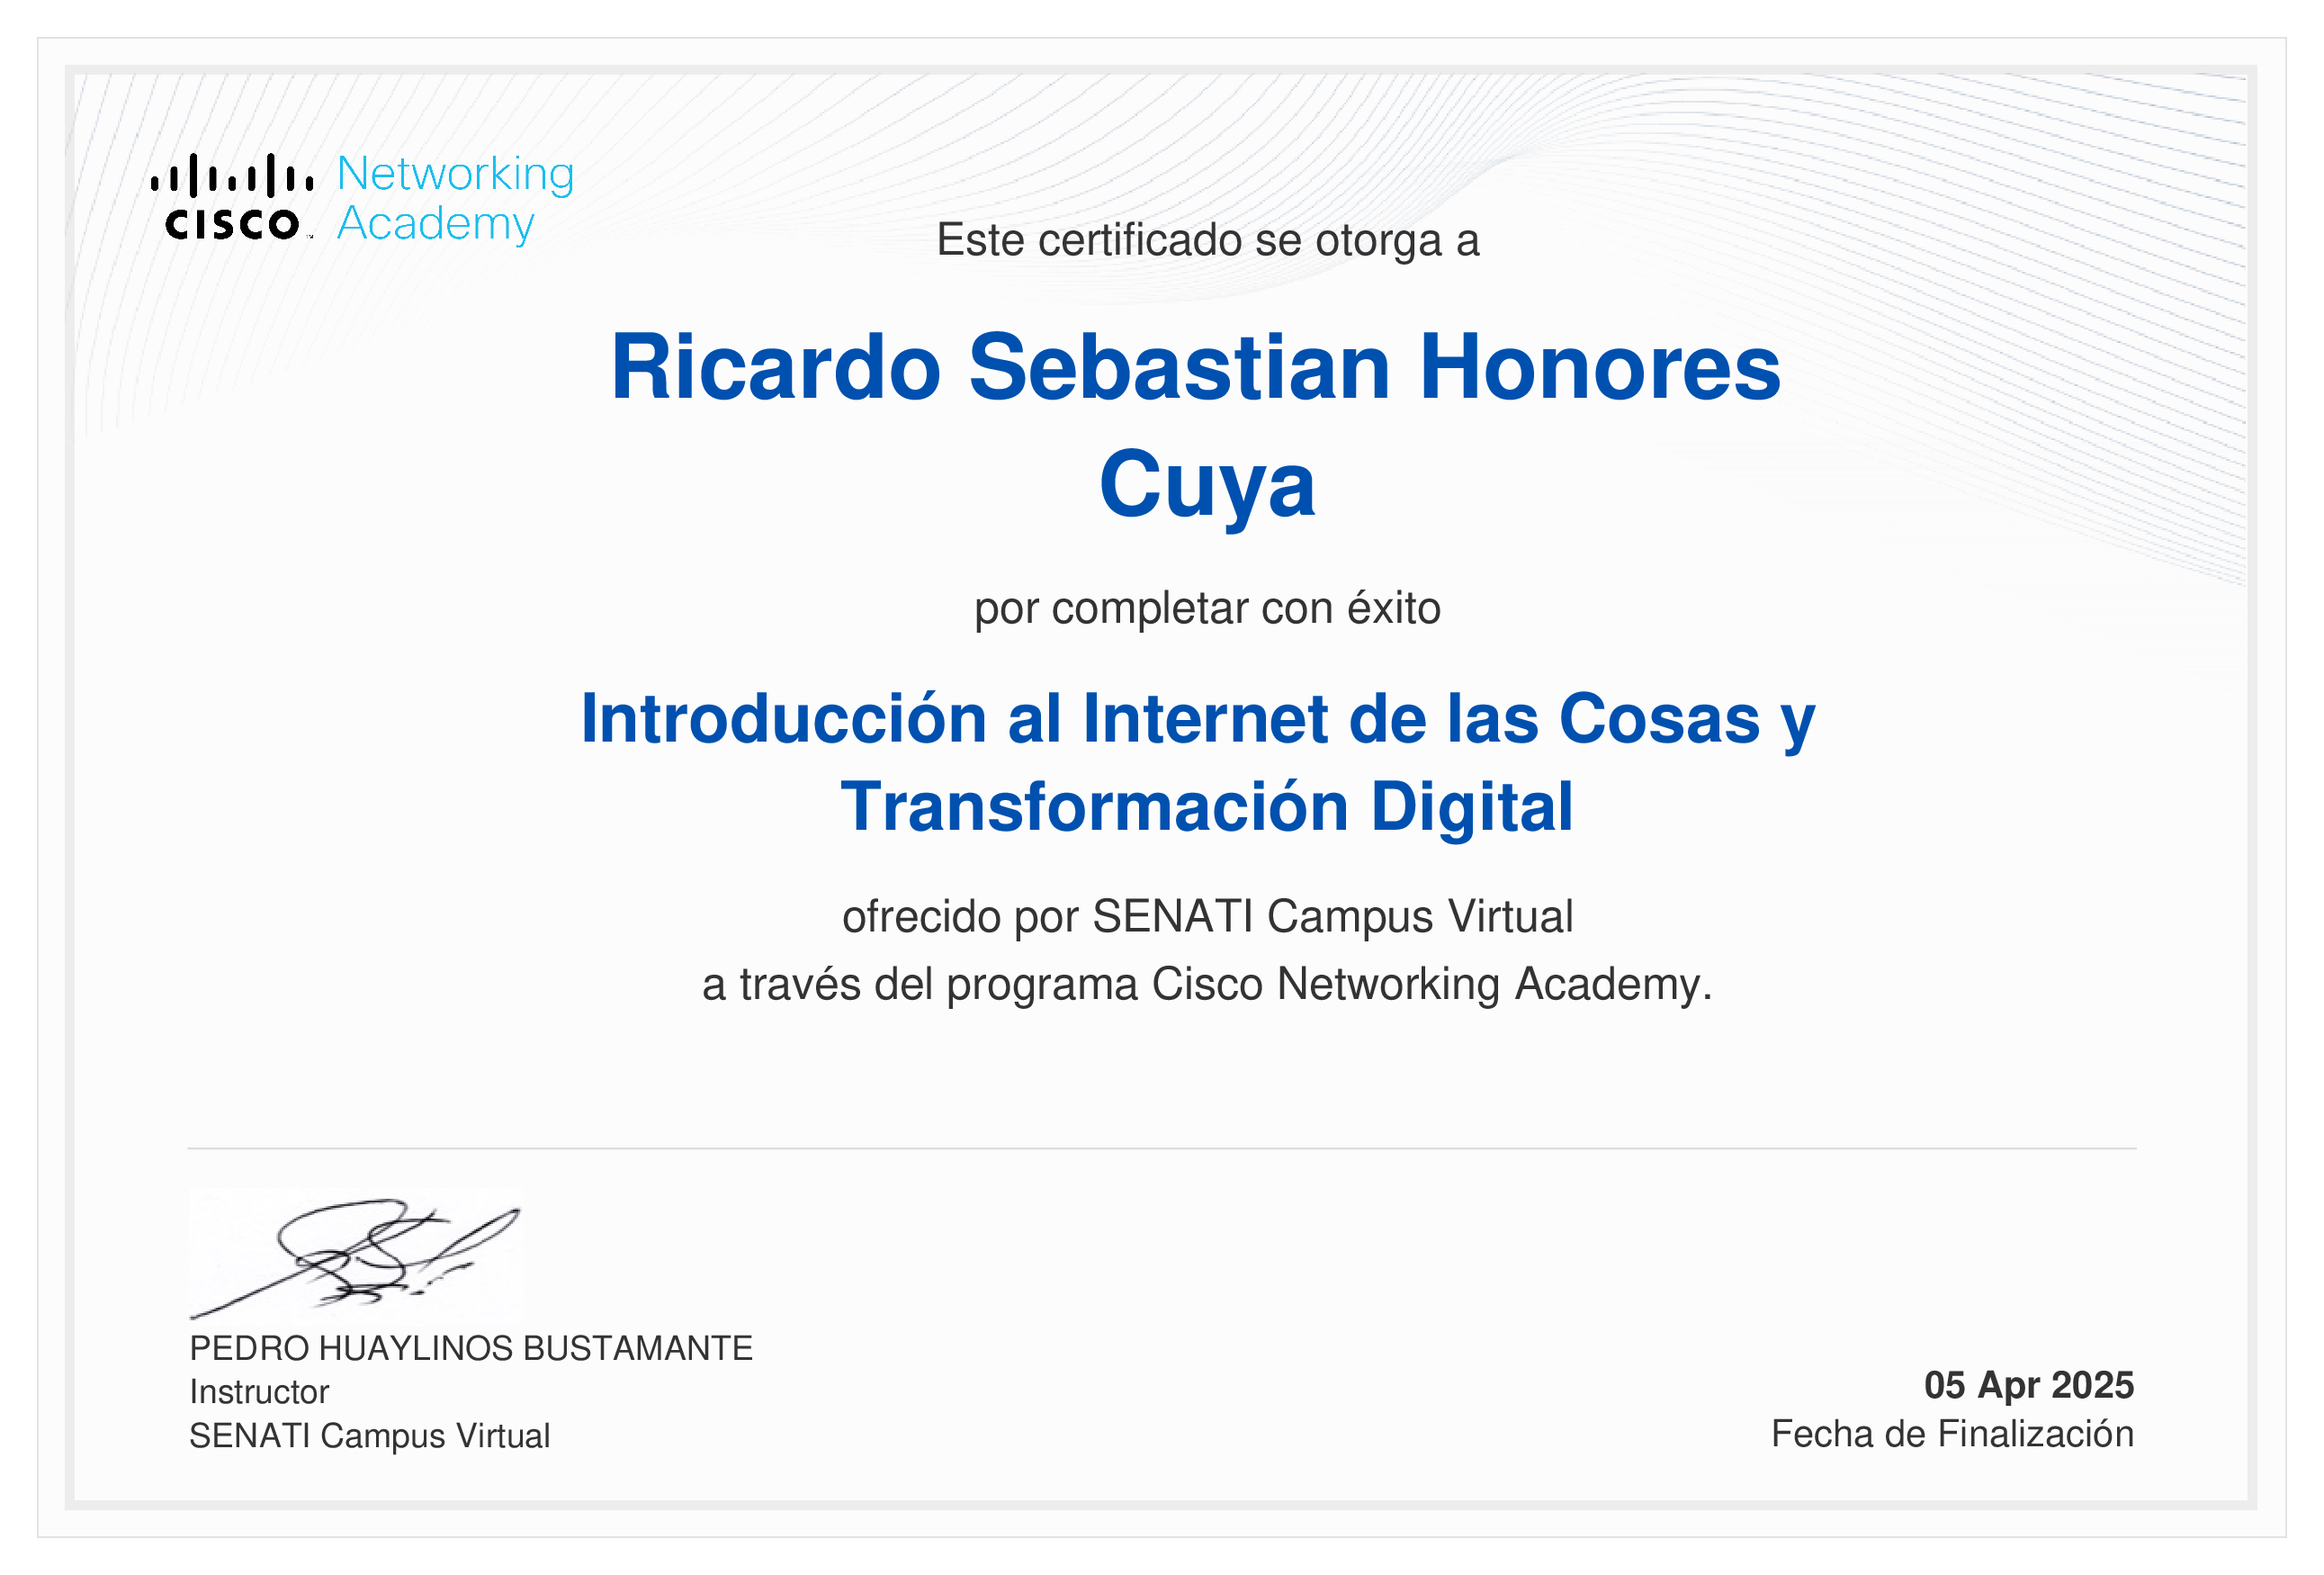 CISCO Networking Academy
Este certificado se otorga a
Ricardo Sebastian Honores
Cuya
por completar con éxito
Introducción al Internet de las Cosas y
Transformación Digital
ofrecido por SENATI Campus Virtual
a través del programa Cisco Networking Academy.
PEDRO HUAYLINOS BUSTAMANTE
Instructor
SENATI Campus Virtual
05 Apr 2025
Fecha de Finalización